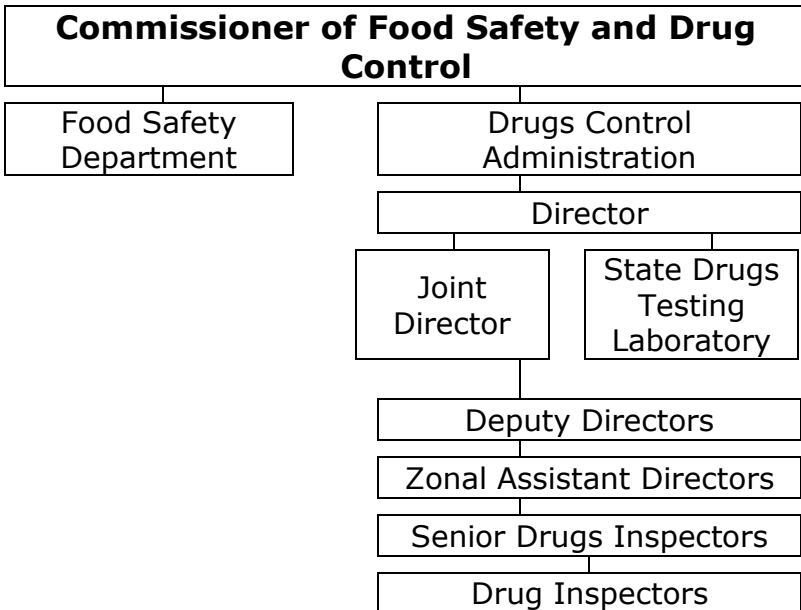 Commissioner of Food Safety and Drug
Control
Food Safety
Department
Drugs Control
Administration
Director
Joint
Director
State Drugs
Testing
Laboratory
Deputy Directors
Zonal Assistant Directors
Senior Drugs Inspectors
Drug Inspectors